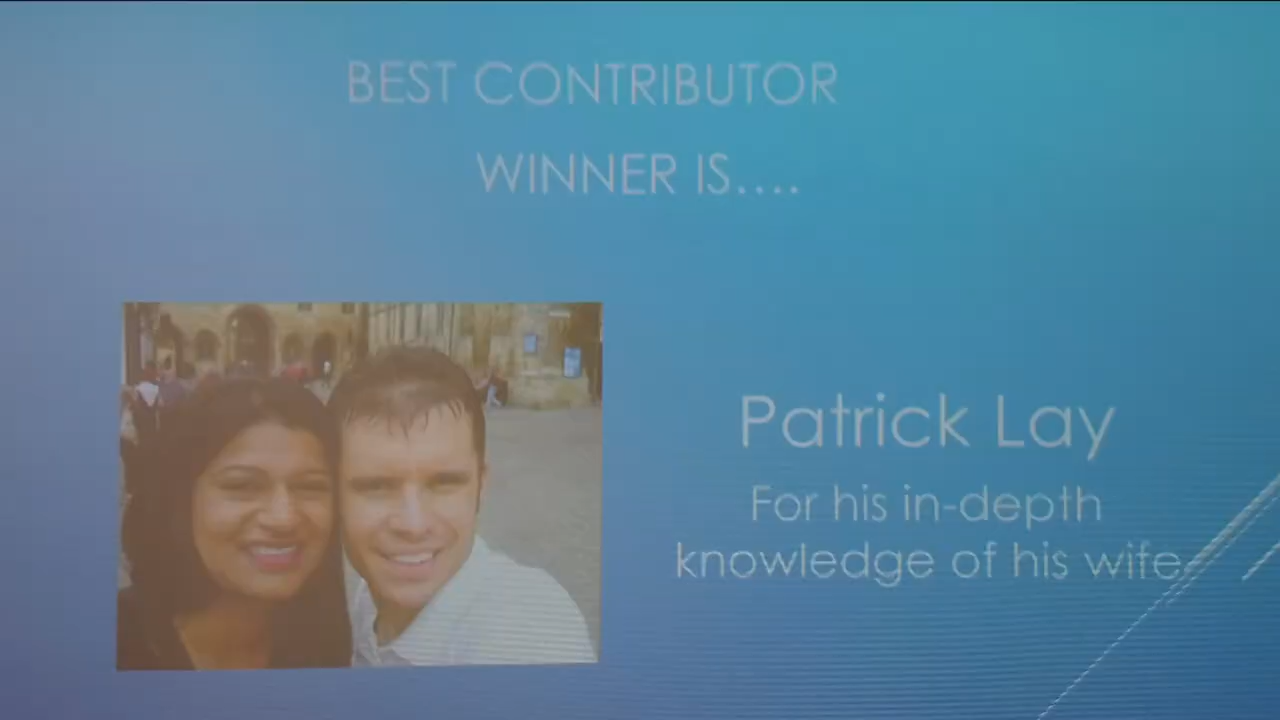 BEST CONTRIBUTOR
WINNER IS....
Patrick Lay
For his in-depth
knowledge of his wife